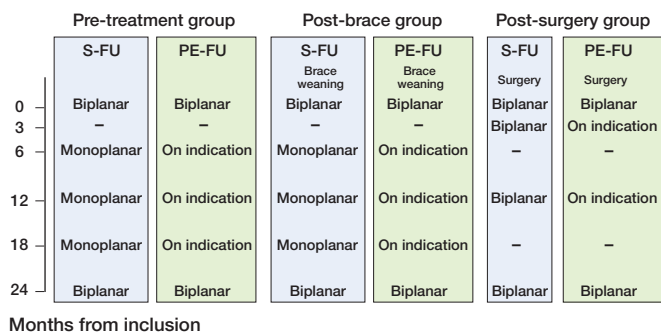 Pre-treatment group Post-brace group Post-surgery group
S-FU PE-FU S-FU PE-FU S-FU PE-FU
Brace weaning Brace weaning Surgery Surgery
0 Biplanar Biplanar Biplanar Biplanar Biplanar Biplanar
3 – – – – Biplanar On indication
6 Monoplanar On indication Monoplanar On indication – –
12 Monoplanar On indication Monoplanar On indication Biplanar On indication
18 Monoplanar On indication Monoplanar On indication – –
24 Biplanar Biplanar Biplanar Biplanar Biplanar Biplanar
Months from inclusion